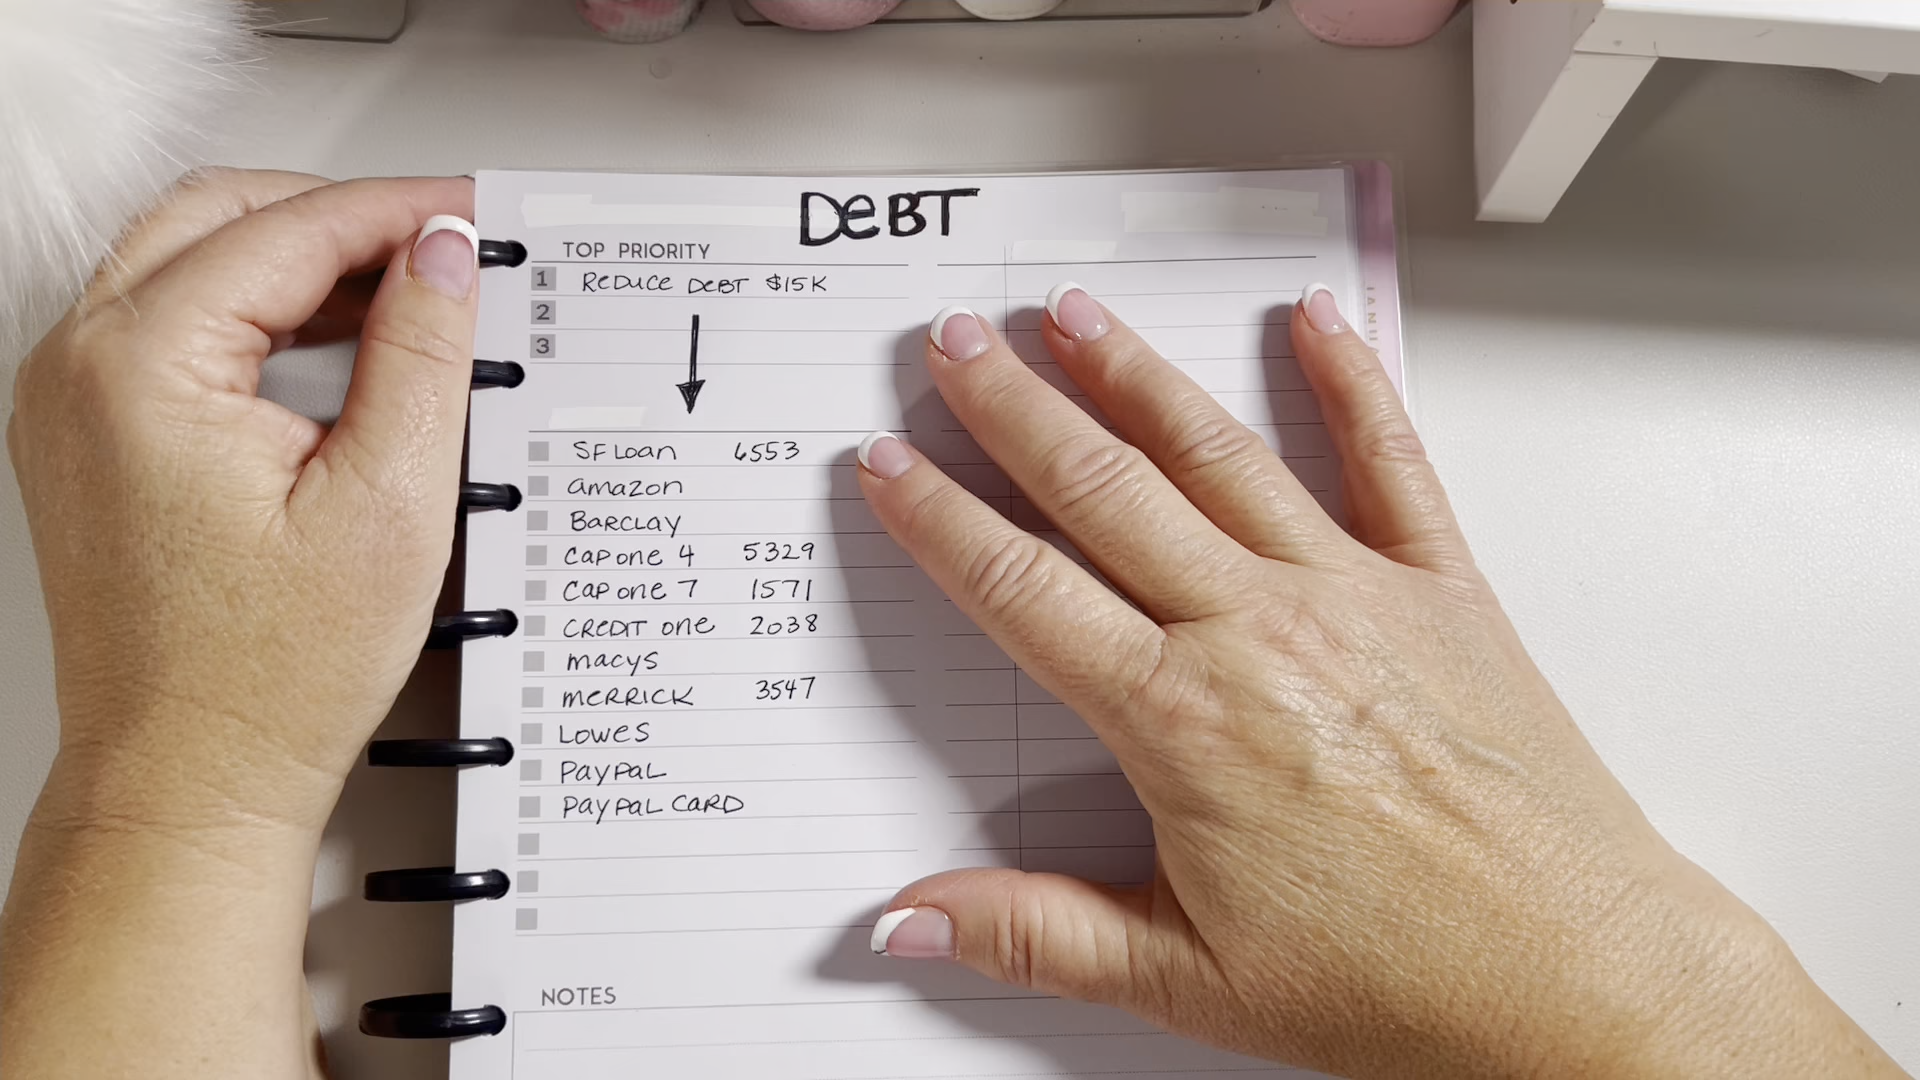 DeBT
TOP PRIORITY
1 ReDuce DeBT $15K
2
3
SF Loan 6553
amazon
BaRCLAY
Cap one 4 5329
Cap one 7 1571
CReDIT one 2038
macys
meRRICK 3547
Lowes
PayPaL
PayPaL CaRD
NOTES